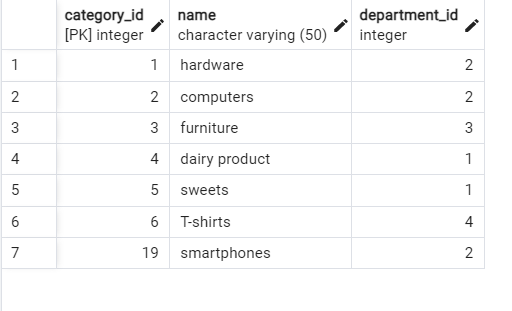 category_id name department_id
[PK] integer character varying (50) integer
1 1 hardware 2
2 2 computers 2
3 3 furniture 3
4 4 dairy product 1
5 5 sweets 1
6 6 T-shirts 4
7 19 smartphones 2